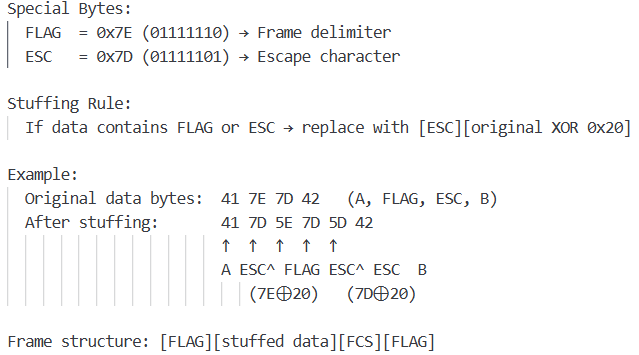 Special Bytes:
FLAG = 0x7E (01111110) → Frame delimiter
ESC = 0x7D (01111101) → Escape character
Stuffing Rule:
If data contains FLAG or ESC → replace with [ESC][original XOR 0x20]
Example:
Original data bytes: 41 7E 7D 42 (A, FLAG, ESC, B)
After stuffing: 41 7D 5E 7D 5D 42
↑ ↑ ↑ ↑ ↑
A ESC^ FLAG ESC^ ESC B
(7E⊕20) (7D⊕20)
Frame structure: [FLAG][stuffed data][FCS][FLAG]